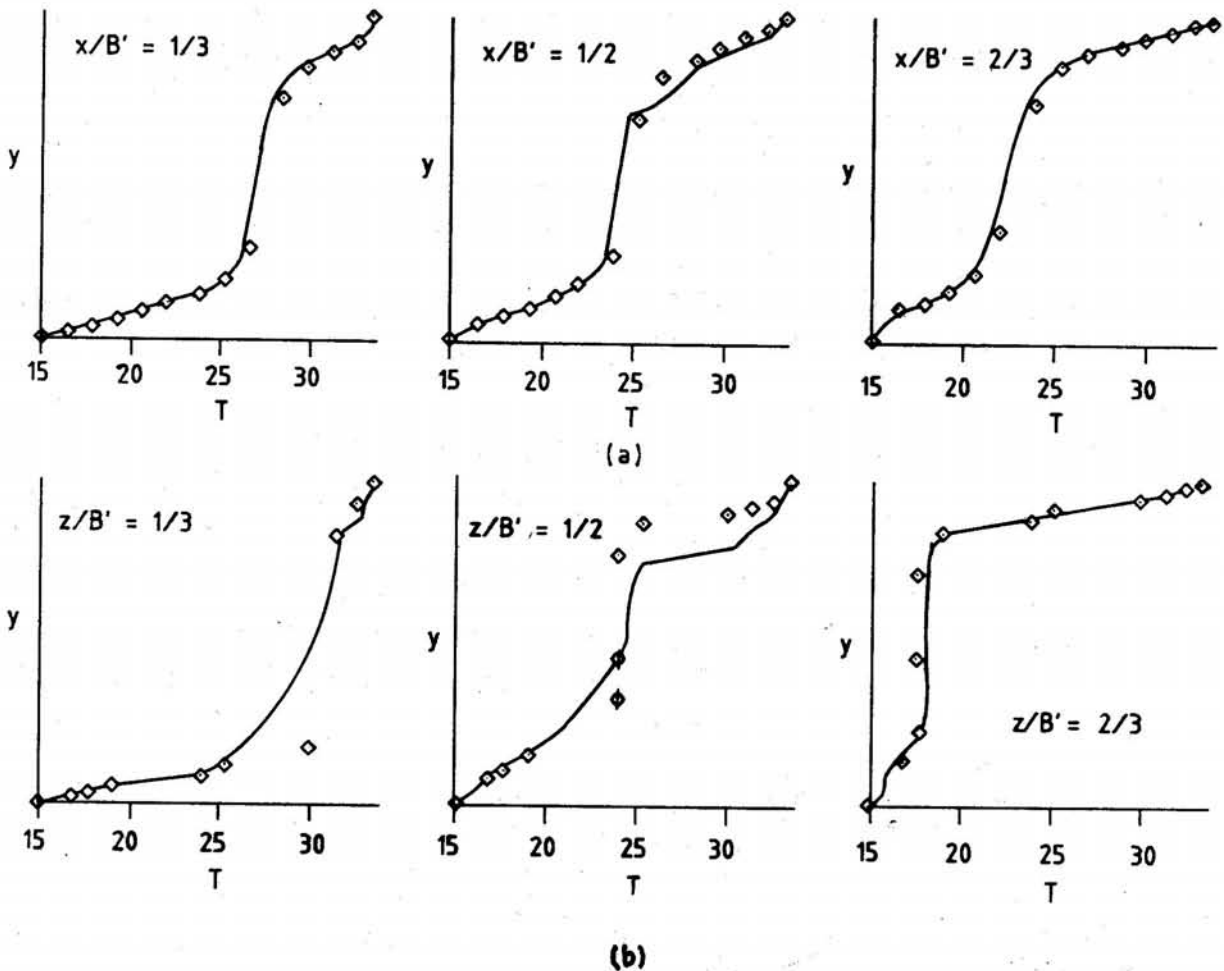 x/B' = 1/3
y
15 20 25 30
T
x/B' = 1/2
y
15 20 25 30
T
x/B' = 2/3
y
15 20 25 30
T
(a)
z/B' = 1/3
y
15 20 25 30
T
z/B' = 1/2
y
15 20 25 30
T
z/B' = 2/3
y
15 20 25 30
T
(b)